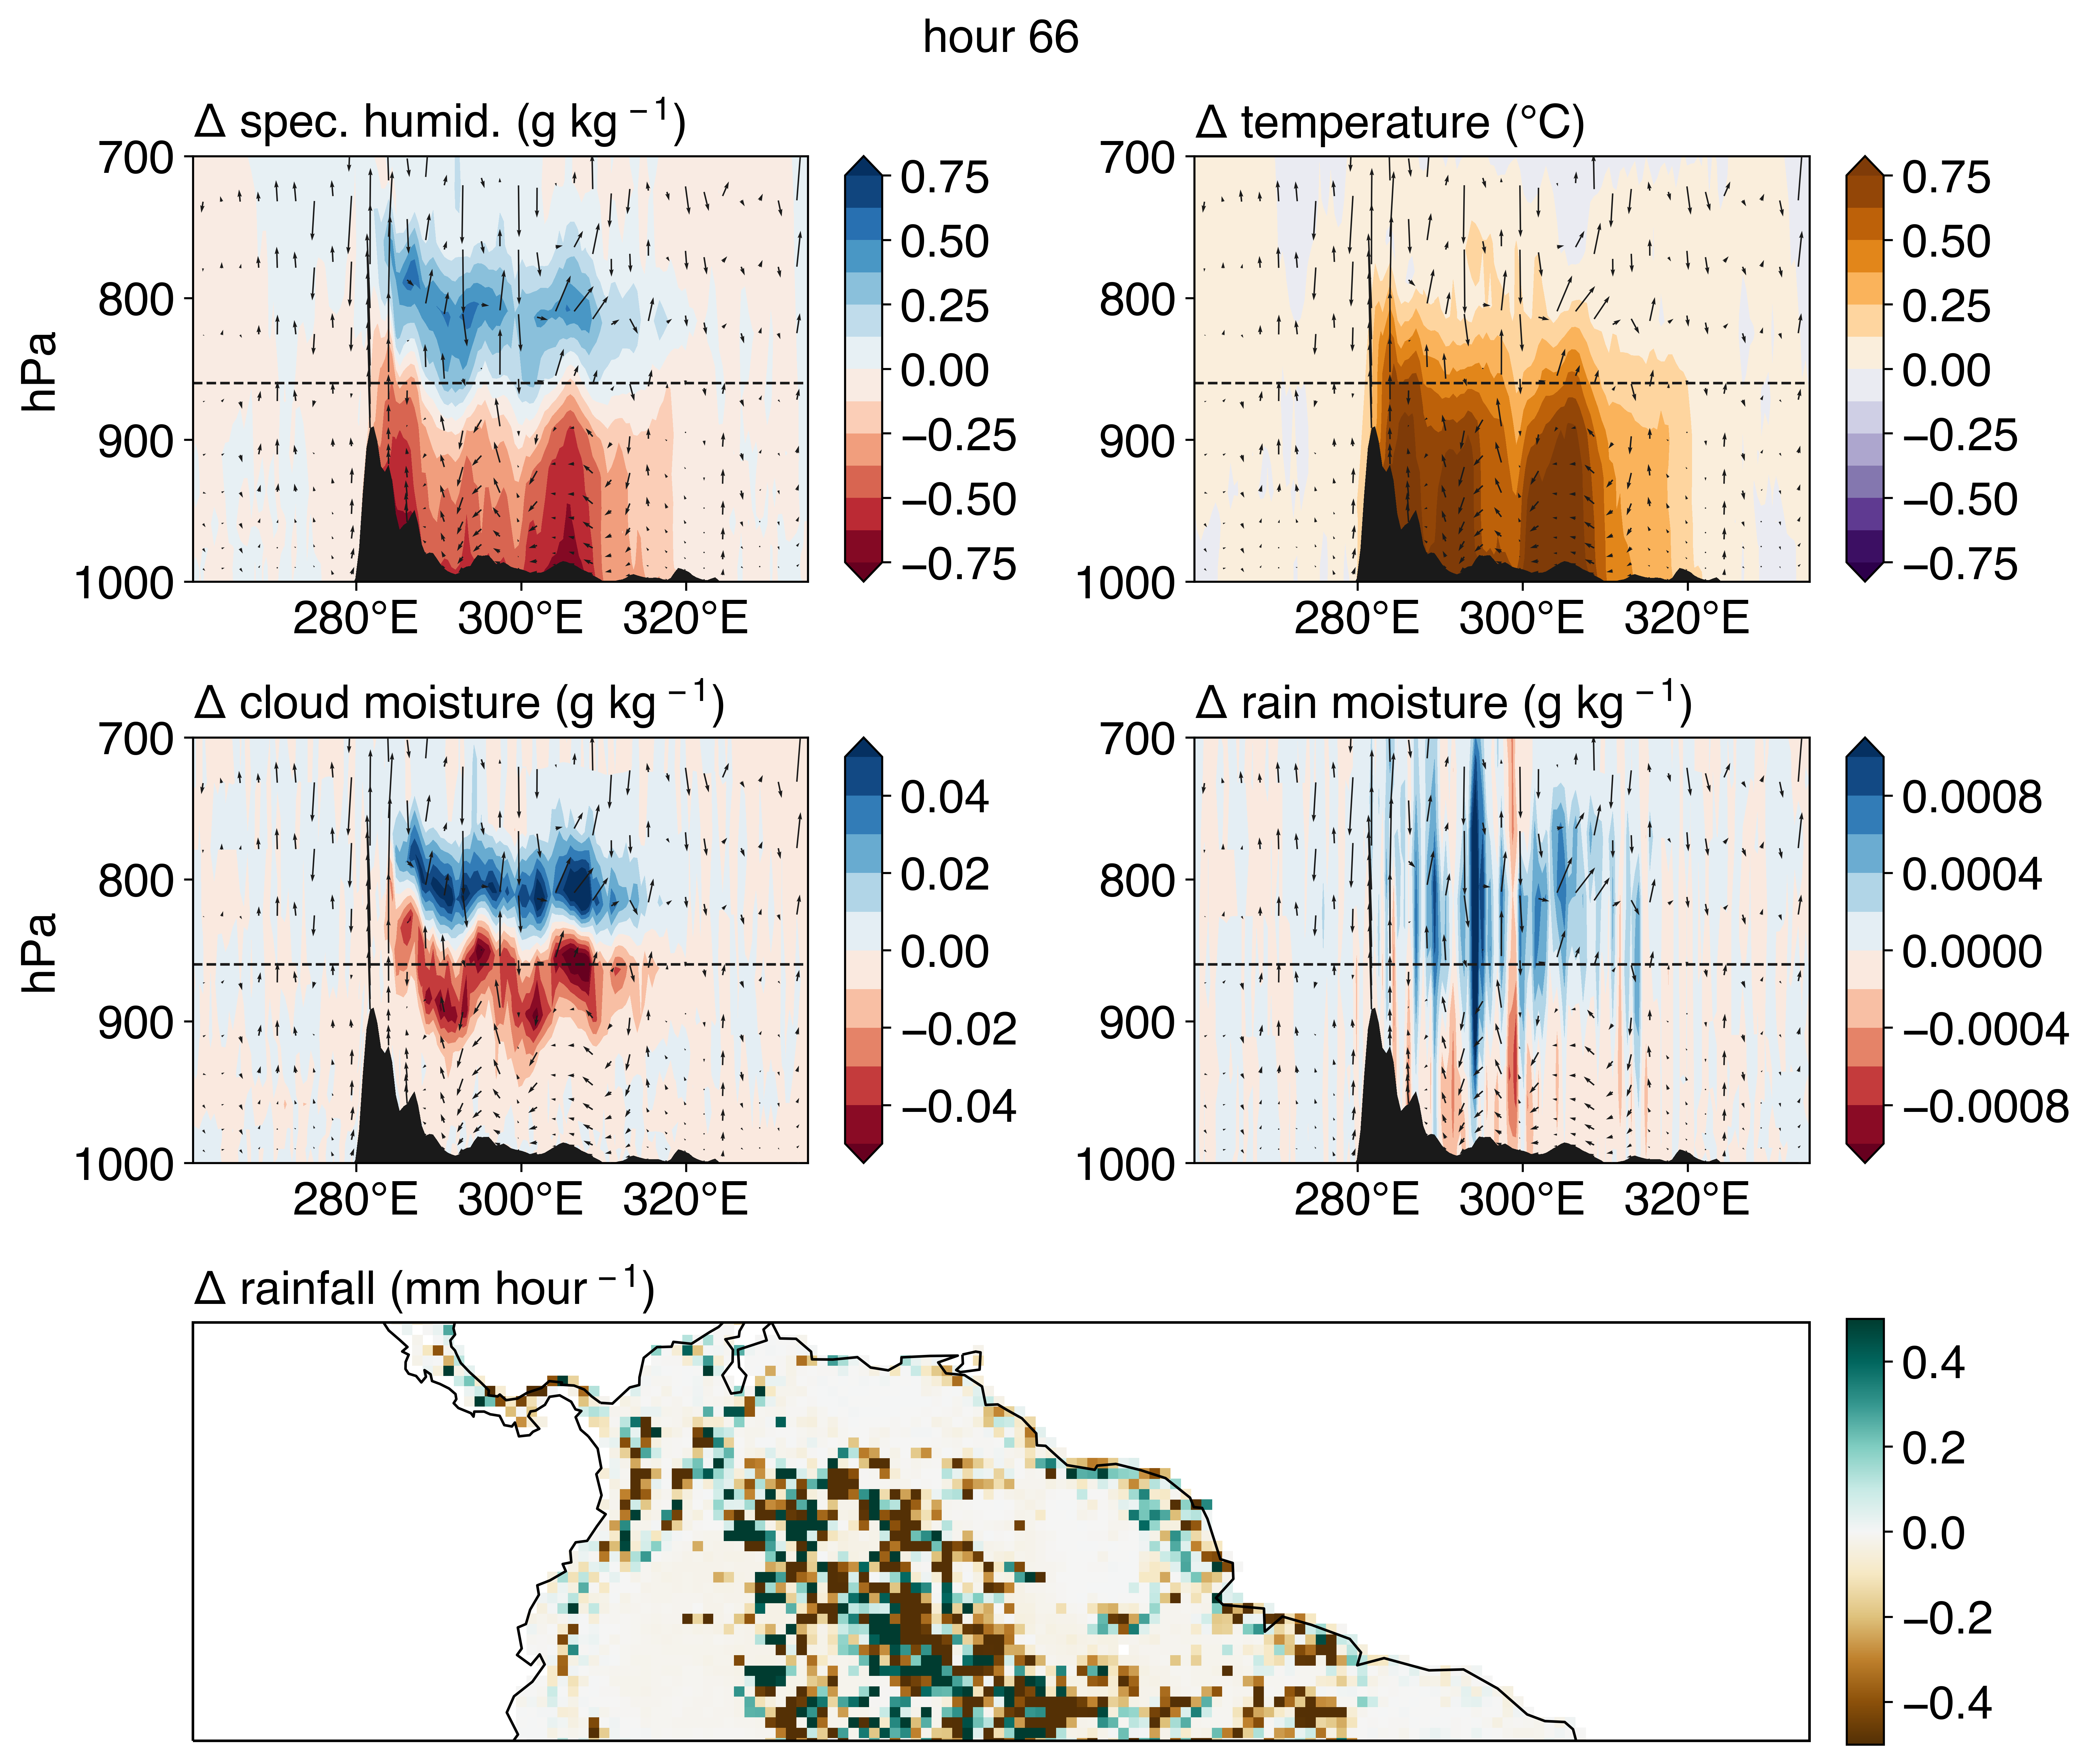 hour 66
Δ spec. humid. (g kg⁻¹)
700
800
900
1000
hPa
280°E
300°E
320°E
0.75
0.50
0.25
0.00
−0.25
−0.50
−0.75
Δ temperature (°C)
700
800
900
1000
280°E
300°E
320°E
0.75
0.50
0.25
0.00
−0.25
−0.50
−0.75
Δ cloud moisture (g kg⁻¹)
700
800
900
1000
hPa
280°E
300°E
320°E
0.04
0.02
0.00
−0.02
−0.04
Δ rain moisture (g kg⁻¹)
700
800
900
1000
280°E
300°E
320°E
0.0008
0.0004
0.0000
−0.0004
−0.0008
Δ rainfall (mm hour⁻¹)
0.4
0.2
0.0
−0.2
−0.4